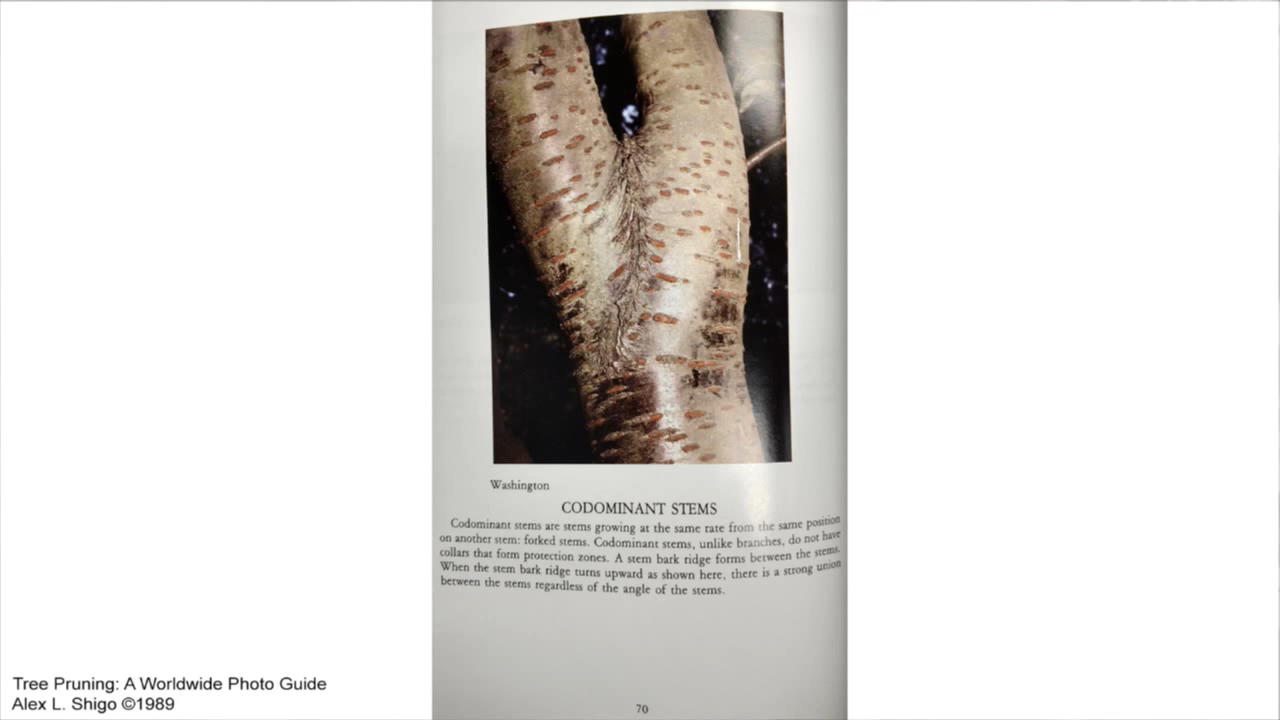 Washington
CODOMINANT STEMS
Codominant stems are stems growing at the same rate from the same position
on another stem: forked stems. Codominant stems, unlike branches, do not have
collars that form protection zones. A stem bark ridge forms between the stems.
When the stem bark ridge turns upward as shown here, there is a strong union
between the stems regardless of the angle of the stems.
Tree Pruning: A Worldwide Photo Guide
Alex L. Shigo ©1989
70